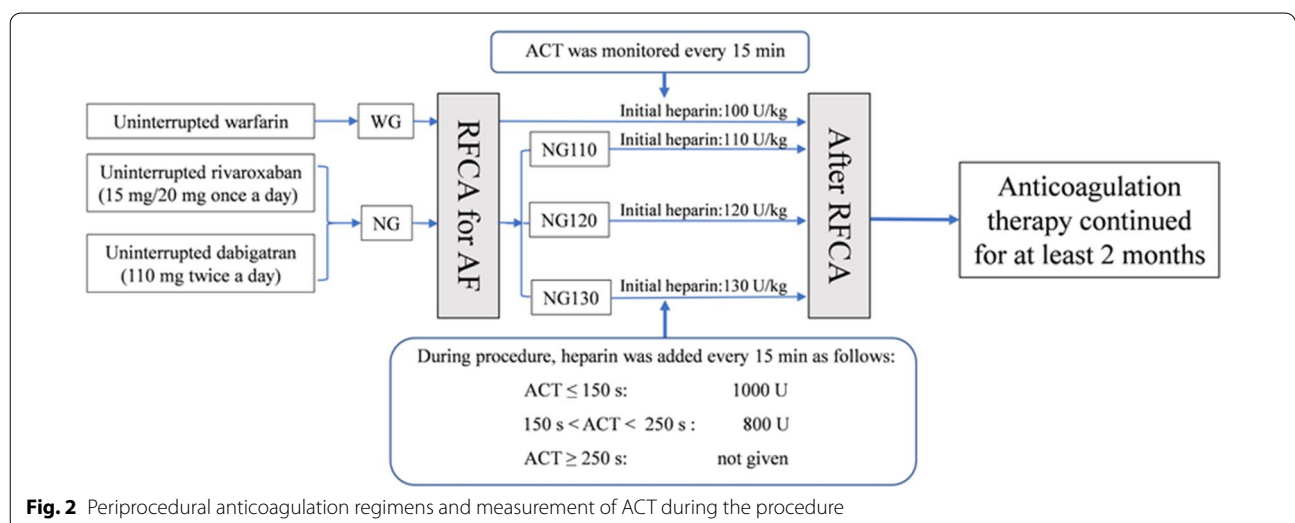 ACT was monitored every 15 min
Uninterrupted warfarin
WG
Initial heparin:100 U/kg
Uninterrupted rivaroxaban
(15 mg/20 mg once a day)
Uninterrupted dabigatran
(110 mg twice a day)
NG
RFCA for AF
NG110
Initial heparin:110 U/kg
NG120
Initial heparin:120 U/kg
NG130
Initial heparin:130 U/kg
After RFCA
Anticoagulation
therapy continued
for at least 2 months
During procedure, heparin was added every 15 min as follows:
ACT ≤ 150 s: 1000 U
150 s < ACT < 250 s : 800 U
ACT ≥ 250 s: not given
Fig. 2 Periprocedural anticoagulation regimens and measurement of ACT during the procedure